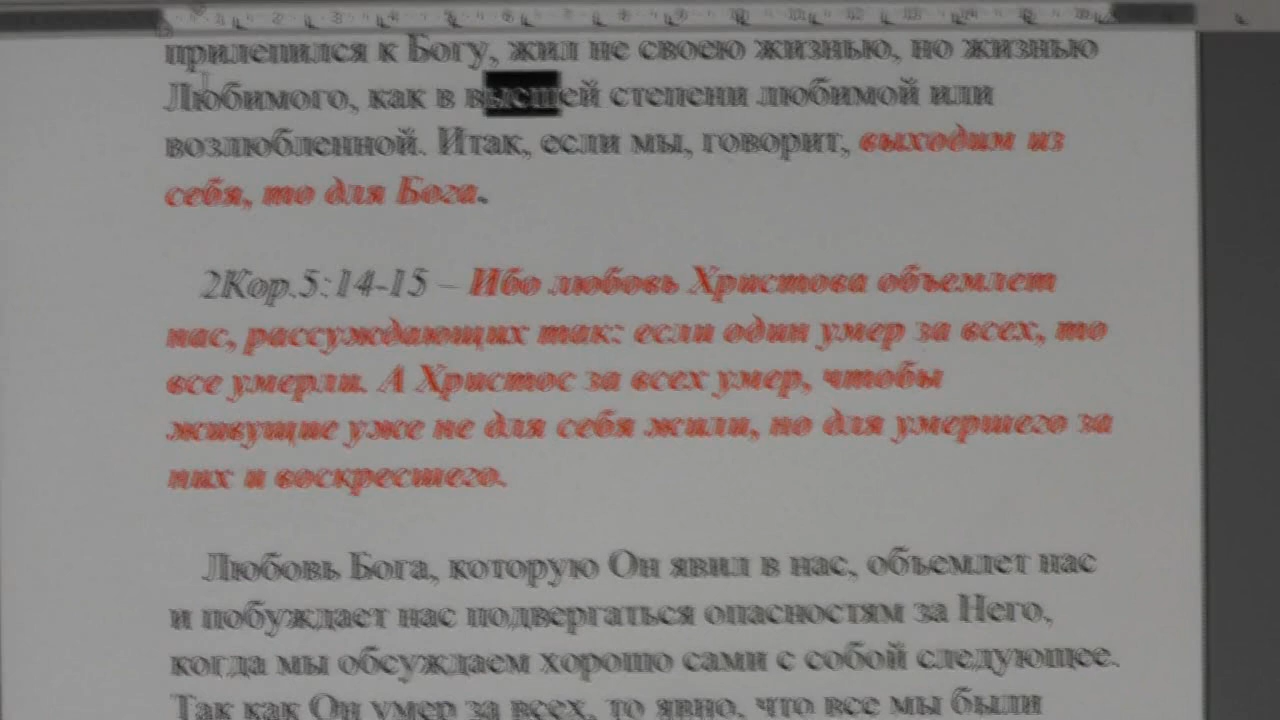 прилепился к Богу, жил не своею жизнью, но жизнью
Любимого, как в высшей степени любимой или
возлюбленной. Итак, если мы, говорит, выходим из
себя, то для Бога.
2Кор.5:14-15 – Ибо любовь Христова объемлет
нас, рассуждающих так: если один умер за всех, то
все умерли. А Христос за всех умер, чтобы
живущие уже не для себя жили, но для умершего за
них и воскресшего.
Любовь Бога, которую Он явил в нас, объемлет нас
и побуждает нас подвергаться опасностям за Него,
когда мы обсуждаем хорошо сами с собой следующее.
Так как Он умер за всех, то явно, что все мы были